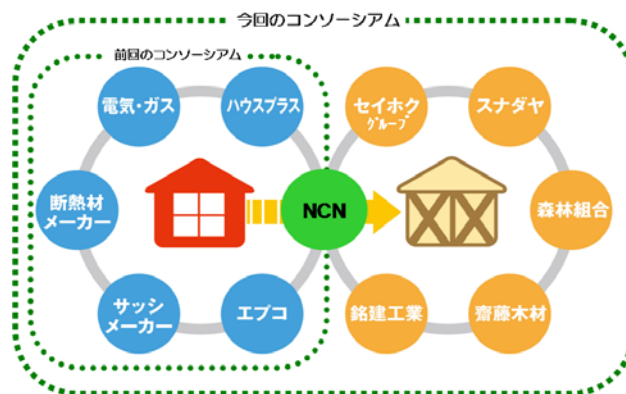 今回のコンソーシアム
前回のコンソーシアム
電気・ガス
ハウスプラス
セイホク
グループ
スナダヤ
断熱材
メーカー
NCN
森林組合
サッシ
メーカー
エプコ
銘建工業
齋藤木材